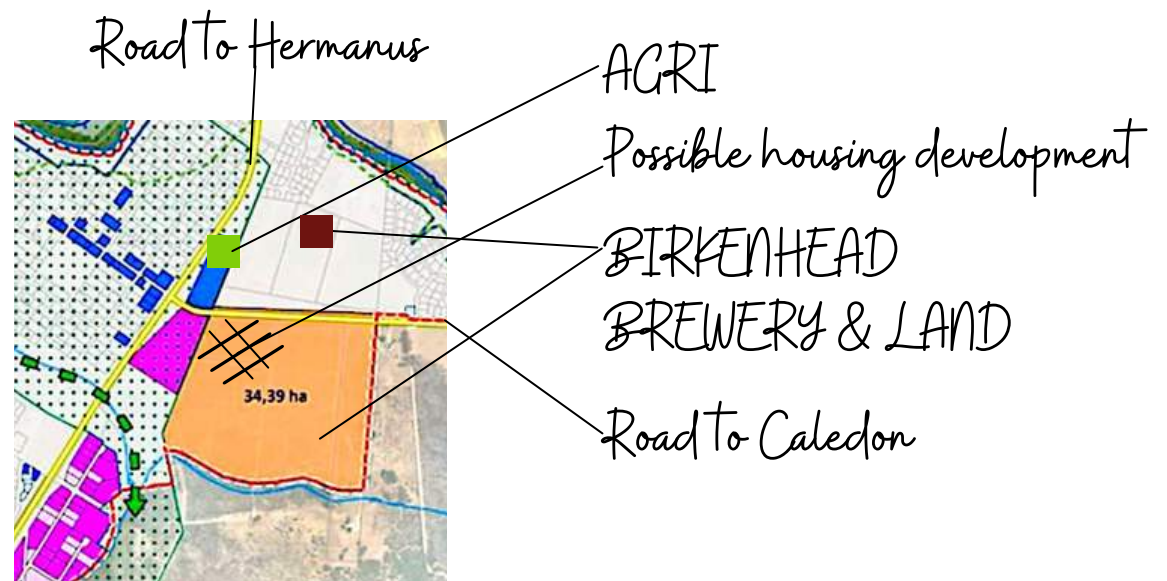 Road to Hermanus
AGRI
Possible housing development
BIRKENHEAD
BREWERY & LAND
Road to Caledon
34,39 ha